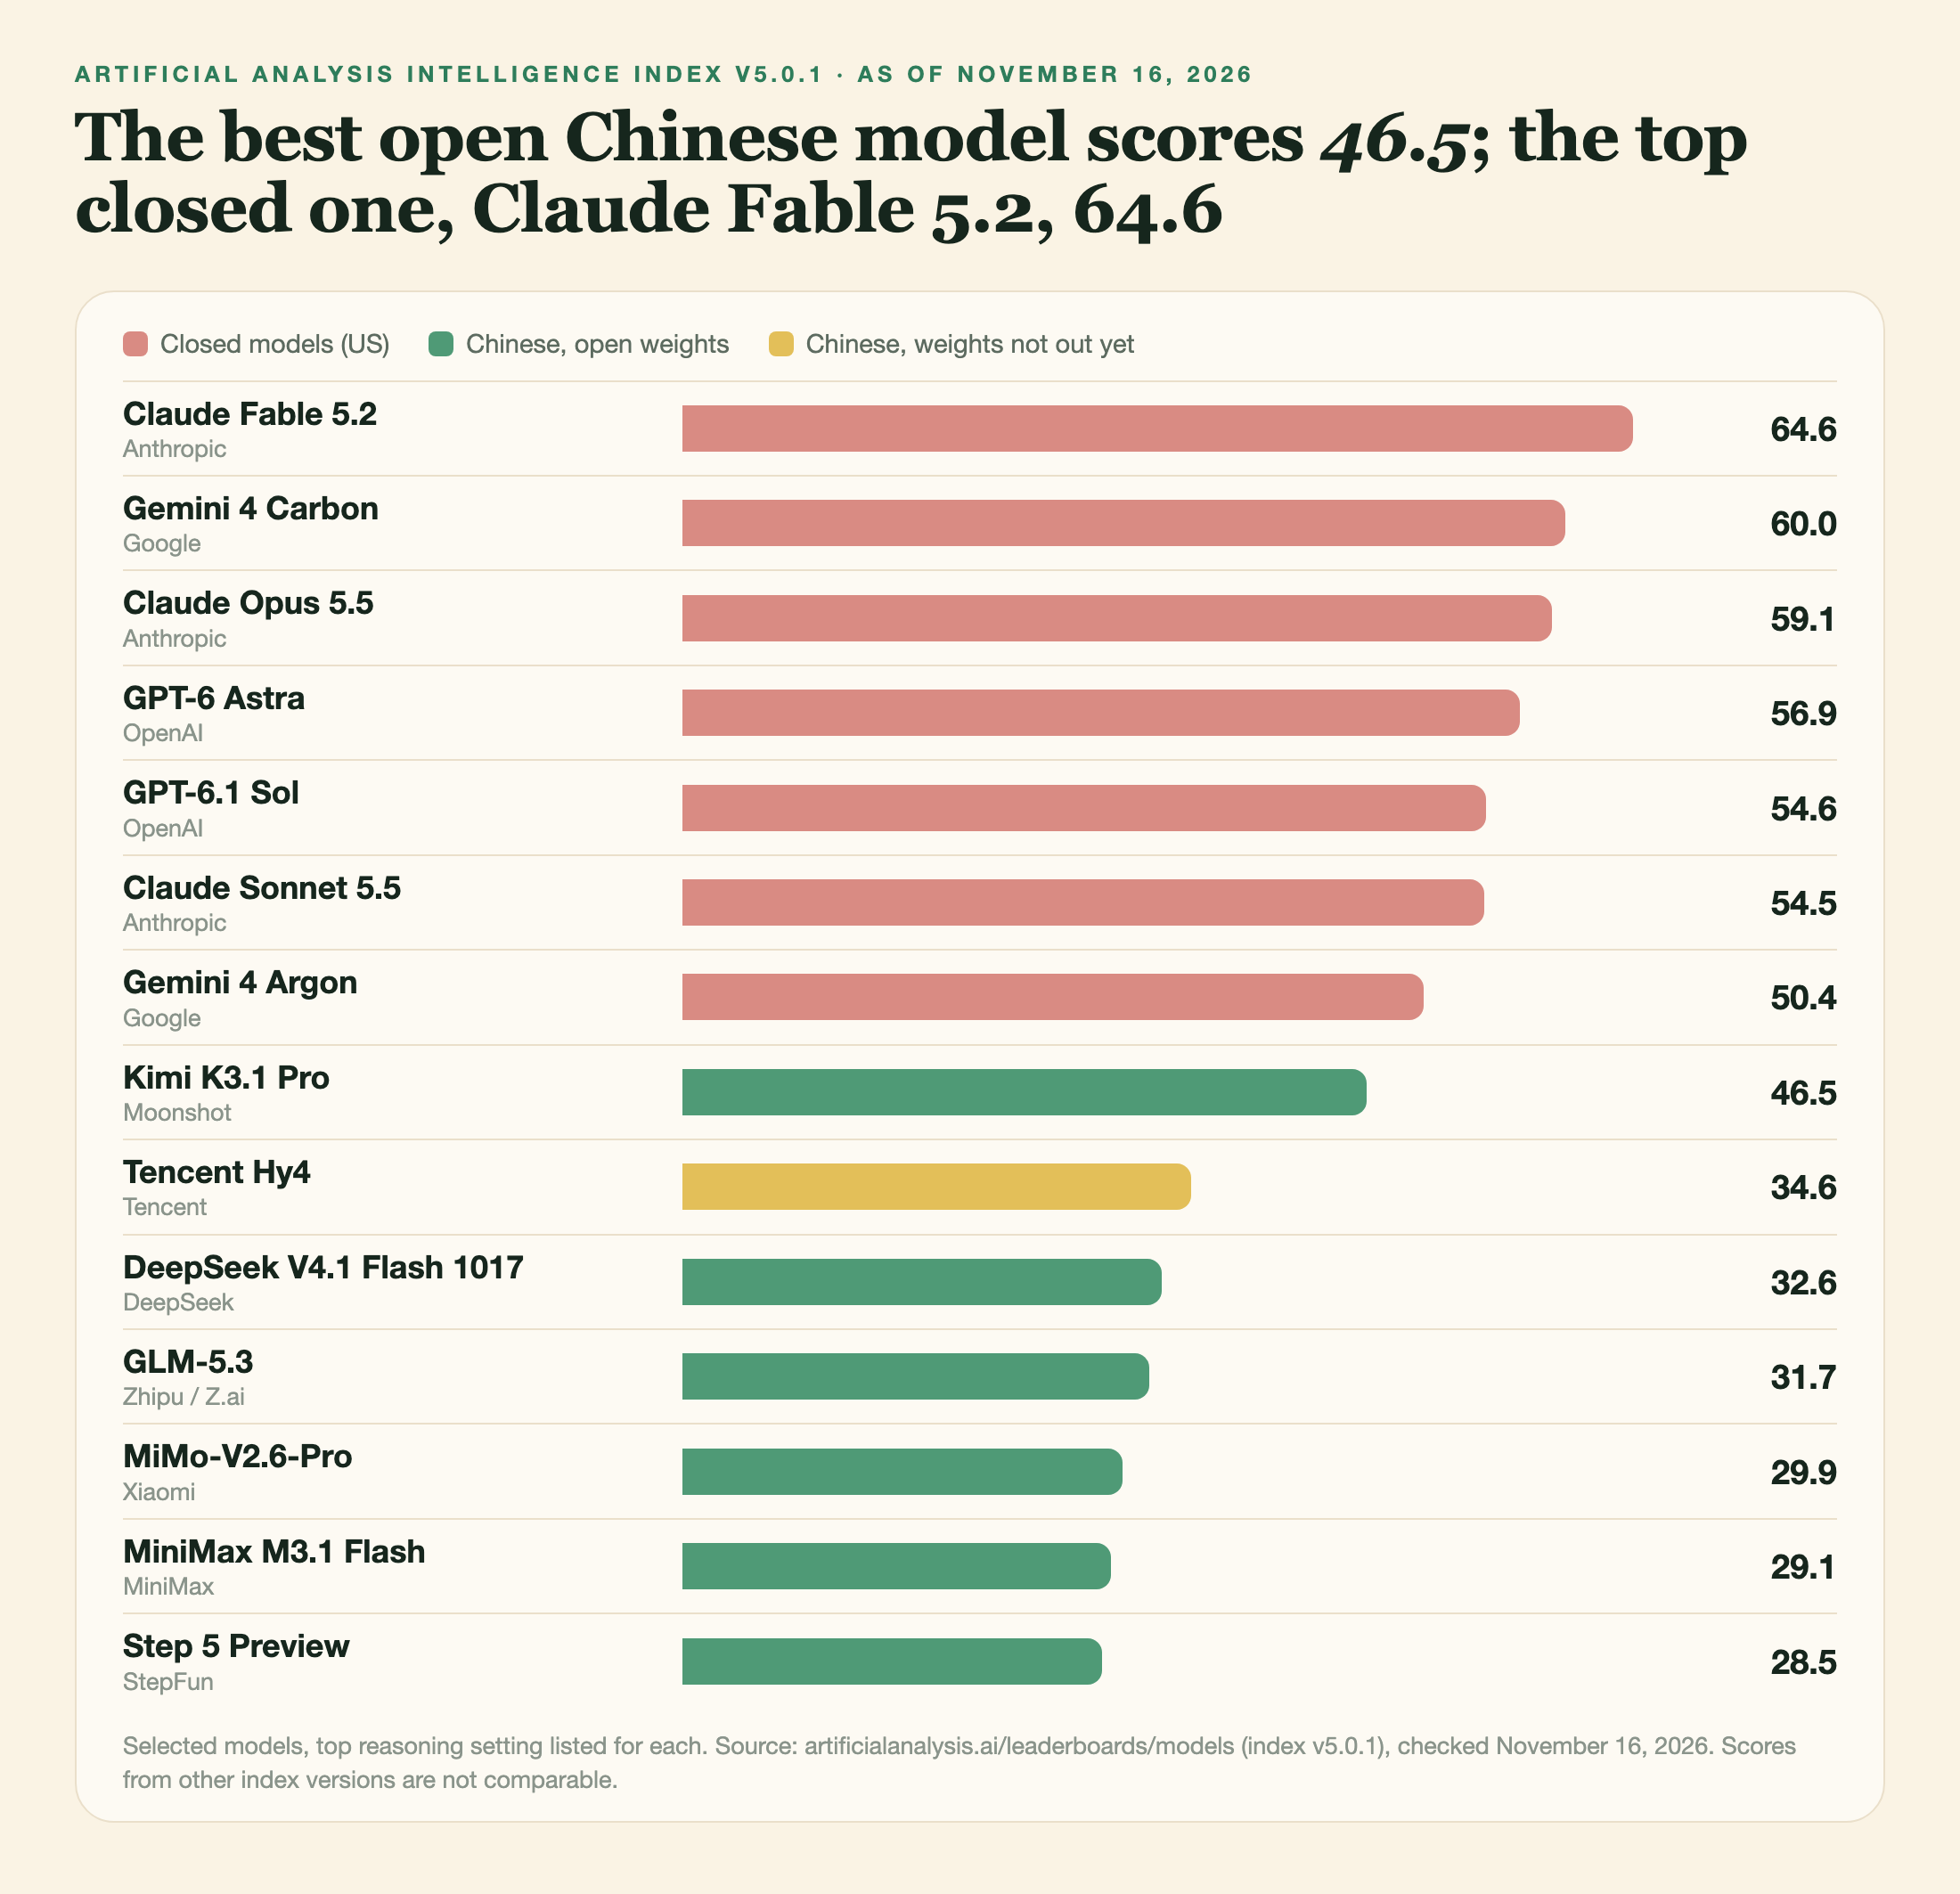 ARTIFICIAL ANALYSIS INTELLIGENCE INDEX V5.0.1 · AS OF NOVEMBER 16, 2026
The best open Chinese model scores 46.5; the top
closed one, Claude Fable 5.2, 64.6
Closed models (US)
Chinese, open weights
Chinese, weights not out yet
Claude Fable 5.2
Anthropic
64.6
Gemini 4 Carbon
Google
60.0
Claude Opus 5.5
Anthropic
59.1
GPT-6 Astra
OpenAI
56.9
GPT-6.1 Sol
OpenAI
54.6
Claude Sonnet 5.5
Anthropic
54.5
Gemini 4 Argon
Google
50.4
Kimi K3.1 Pro
Moonshot
46.5
Tencent Hy4
Tencent
34.6
DeepSeek V4.1 Flash 1017
DeepSeek
32.6
GLM-5.3
Zhipu / Z.ai
31.7
MiMo-V2.6-Pro
Xiaomi
29.9
MiniMax M3.1 Flash
MiniMax
29.1
Step 5 Preview
StepFun
28.5
Selected models, top reasoning setting listed for each. Source: artificialanalysis.ai/leaderboards/models (index v5.0.1), checked November 16, 2026. Scores
from other index versions are not comparable.